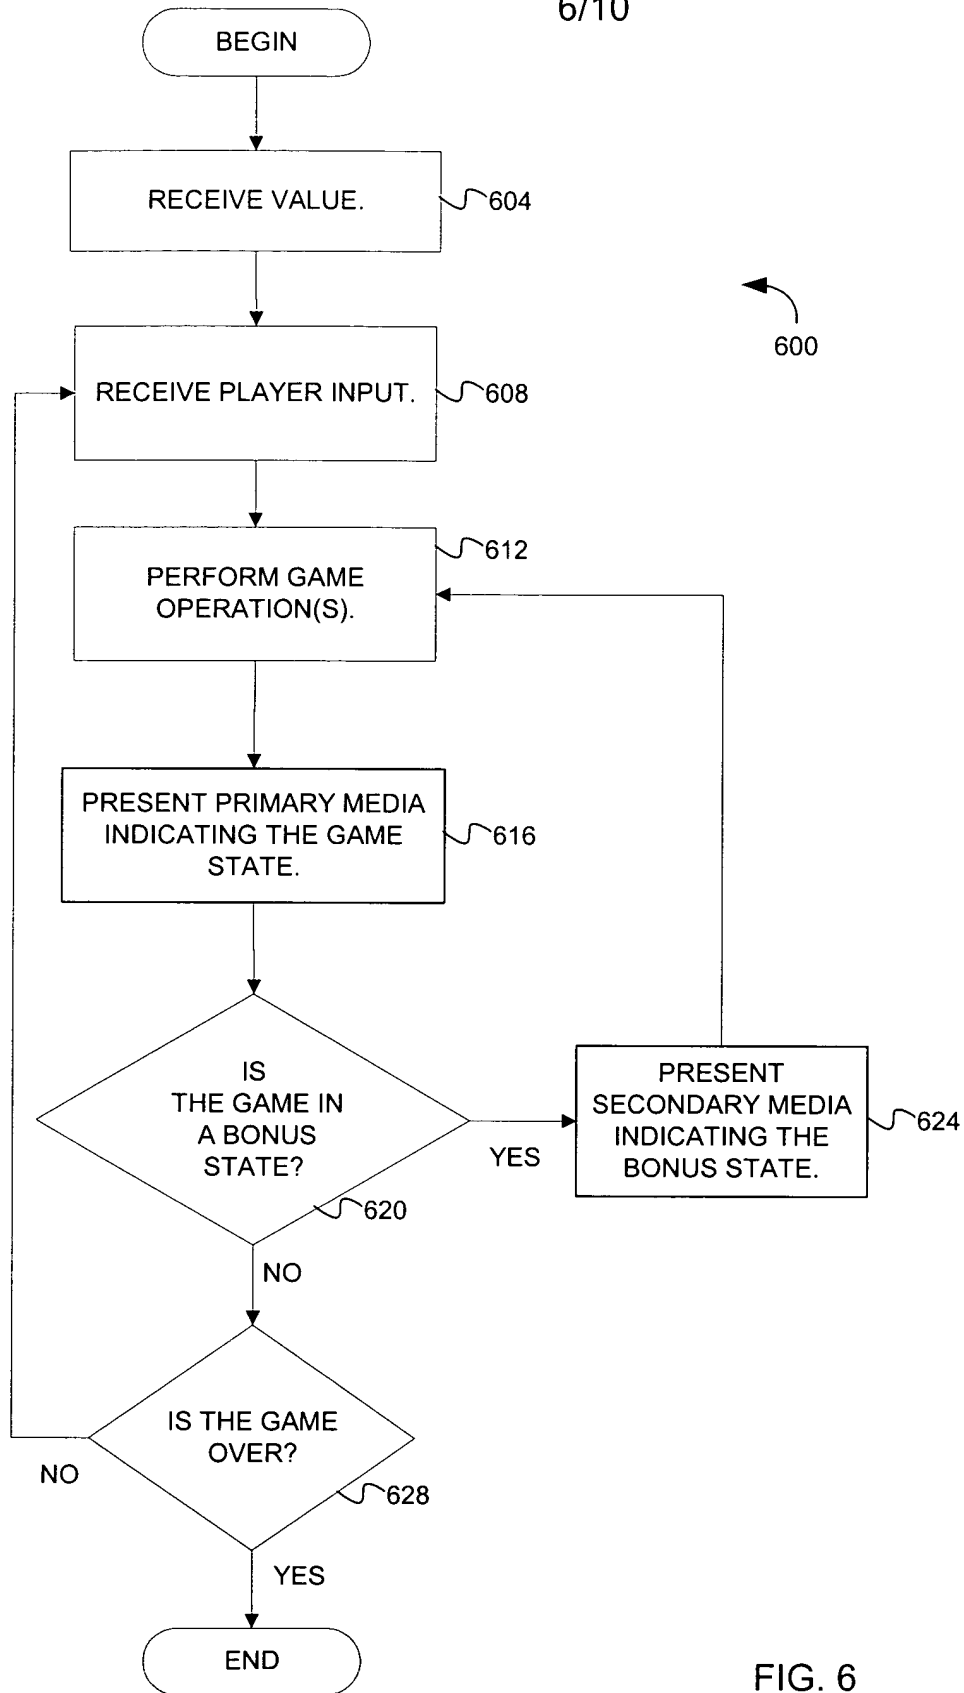 6/10
BEGIN
RECEIVE VALUE.
604
600
RECEIVE PLAYER INPUT.
608
612
PERFORM GAME
OPERATION(S).
PRESENT PRIMARY MEDIA
INDICATING THE GAME
STATE.
616
IS
THE GAME IN
A BONUS
STATE?
620
YES
PRESENT
SECONDARY MEDIA
INDICATING THE
BONUS STATE.
624
NO
IS THE GAME
OVER?
628
NO
YES
END
FIG. 6